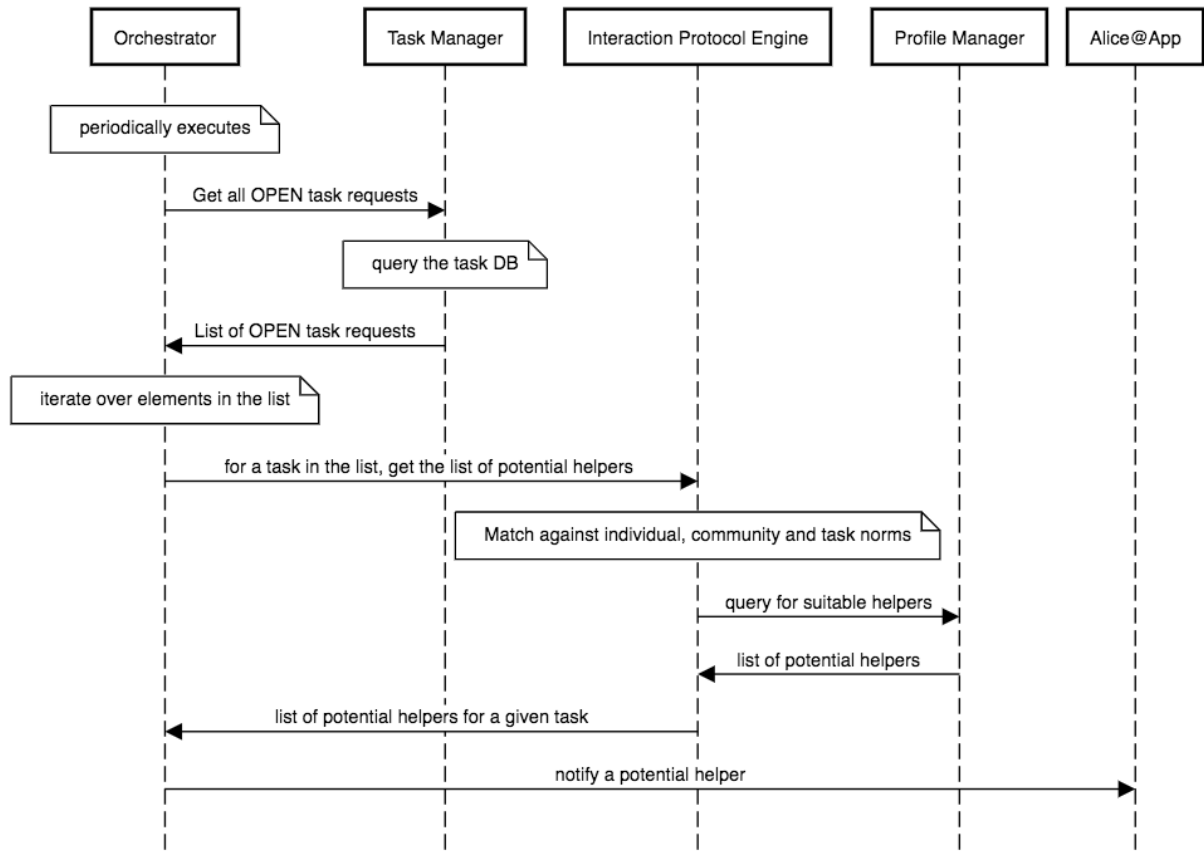 Orchestrator
Task Manager
Interaction Protocol Engine
Profile Manager
Alice@App
periodically executes
Get all OPEN task requests
query the task DB
List of OPEN task requests
iterate over elements in the list
for a task in the list, get the list of potential helpers
Match against individual, community and task norms
query for suitable helpers
list of potential helpers
list of potential helpers for a given task
notify a potential helper